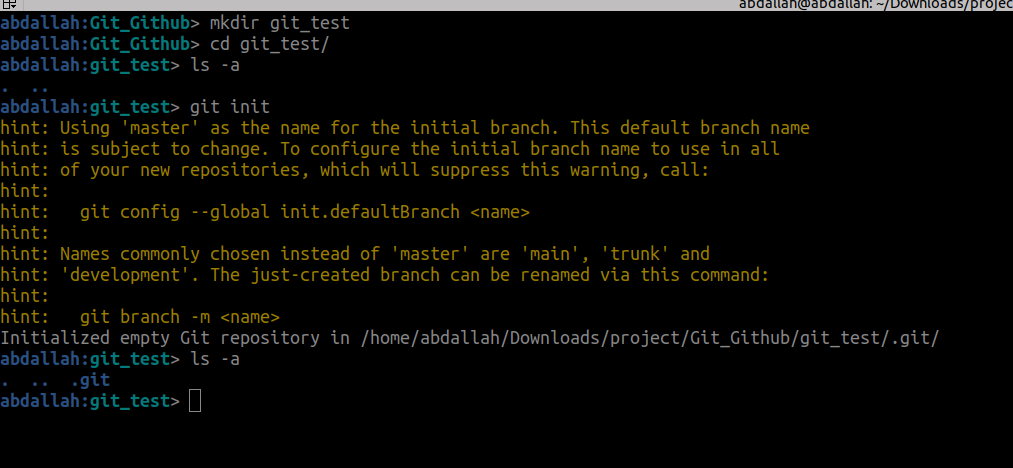 abdallah@abdallah: ~/Downloads/projec
abdallah:Git_Github> mkdir git_test
abdallah:Git_Github> cd git_test/
abdallah:git_test> ls -a
.  ..
abdallah:git_test> git init
hint: Using 'master' as the name for the initial branch. This default branch name
hint: is subject to change. To configure the initial branch name to use in all
hint: of your new repositories, which will suppress this warning, call:
hint:
hint:   git config --global init.defaultBranch <name>
hint:
hint: Names commonly chosen instead of 'master' are 'main', 'trunk' and
hint: 'development'. The just-created branch can be renamed via this command:
hint:
hint:   git branch -m <name>
Initialized empty Git repository in /home/abdallah/Downloads/project/Git_Github/git_test/.git/
abdallah:git_test> ls -a
.  ..  .git
abdallah:git_test>